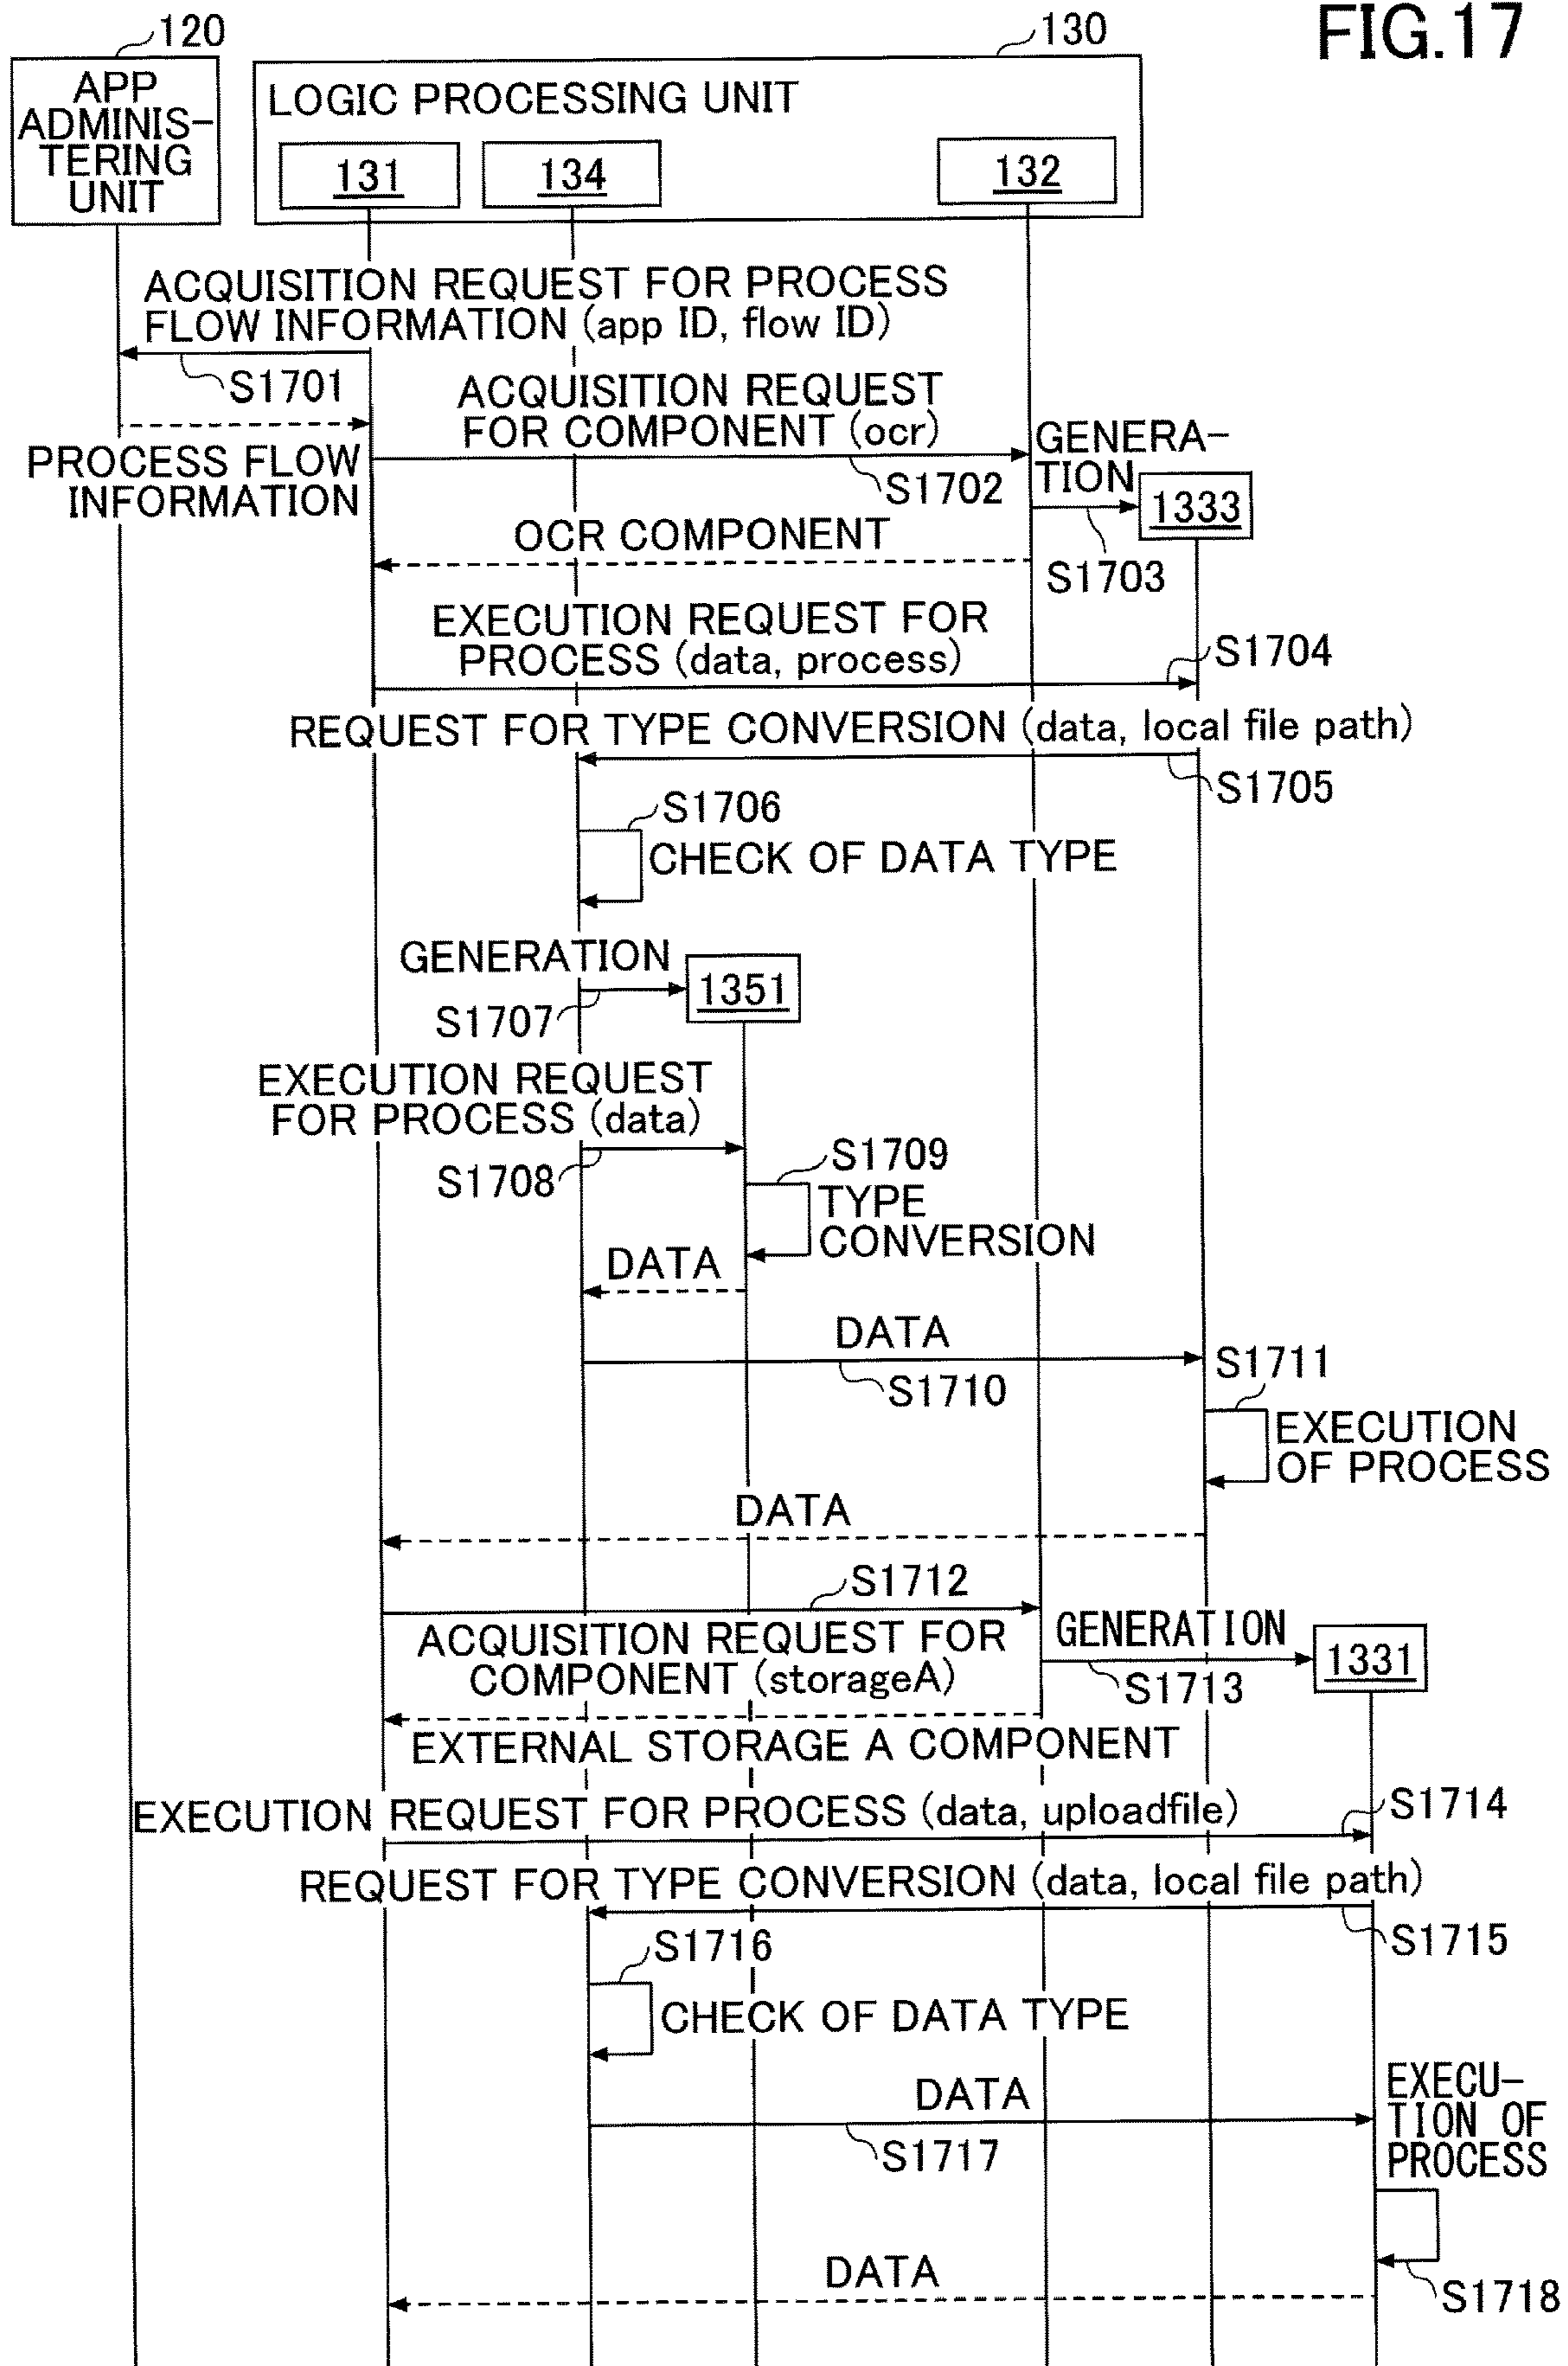 FIG.17
120
130
APP
ADMINIS-
TERING
UNIT
LOGIC PROCESSING UNIT
131
134
132
ACQUISITION REQUEST FOR PROCESS
FLOW INFORMATION (app ID, flow ID)
S1701
ACQUISITION REQUEST
FOR COMPONENT (ocr)
S1702
PROCESS FLOW
INFORMATION
GENERA-
TION
1333
S1703
OCR COMPONENT
EXECUTION REQUEST FOR
PROCESS (data, process)
S1704
REQUEST FOR TYPE CONVERSION (data, local file path)
S1705
S1706
CHECK OF DATA TYPE
GENERATION
1351
S1707
EXECUTION REQUEST
FOR PROCESS (data)
S1708
S1709
TYPE
CONVERSION
DATA
DATA
S1710
S1711
EXECUTION
OF PROCESS
DATA
S1712
ACQUISITION REQUEST FOR
COMPONENT (storageA)
GENERATION
1331
S1713
EXTERNAL STORAGE A COMPONENT
EXECUTION REQUEST FOR PROCESS (data, uploadfile)
S1714
REQUEST FOR TYPE CONVERSION (data, local file path)
S1715
S1716
CHECK OF DATA TYPE
DATA
S1717
EXECU-
TION OF
PROCESS
DATA
S1718